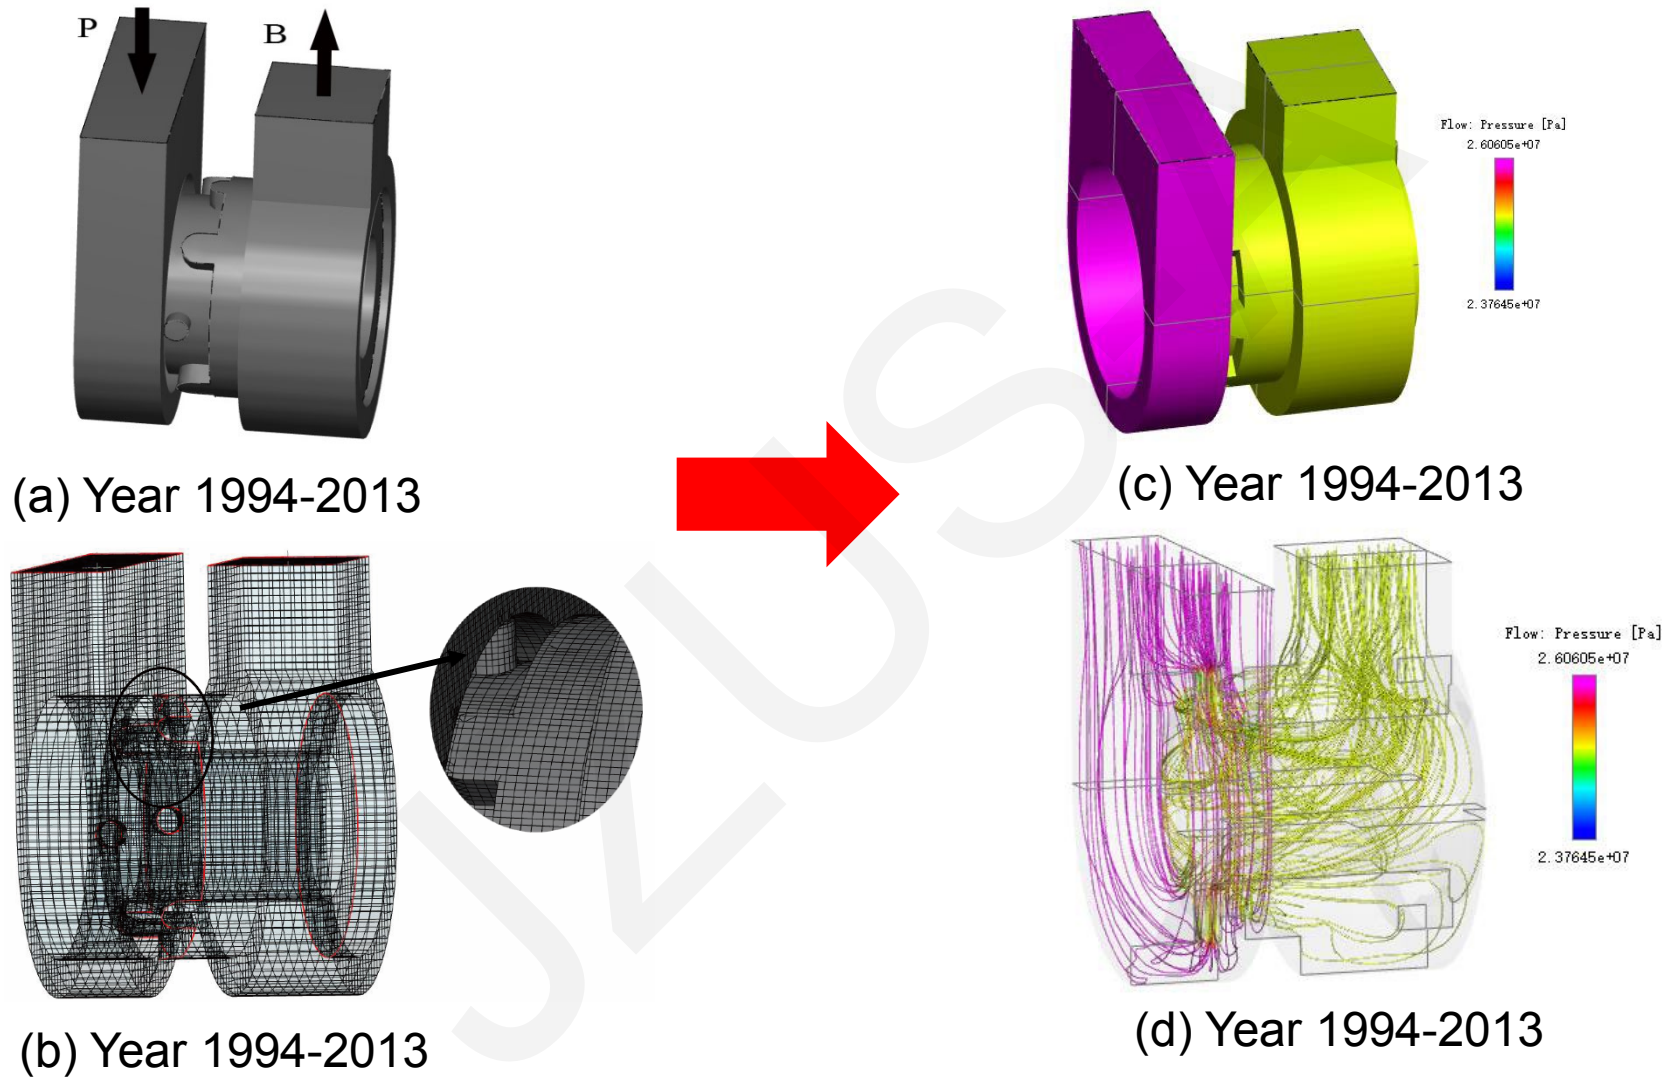 P
B
Flow: Pressure [Pa]
2.60605e+07
2.37645e+07
(a) Year 1994-2013
(c) Year 1994-2013
Flow: Pressure [Pa]
2.60605e+07
2.37645e+07
(b) Year 1994-2013
(d) Year 1994-2013
JZUS-A